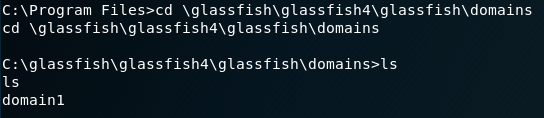 C:\Program Files>cd \glassfish\glassfish4\glassfish\domains
cd \glassfish\glassfish4\glassfish\domains
C:\glassfish\glassfish4\glassfish\domains>ls
ls
domain1